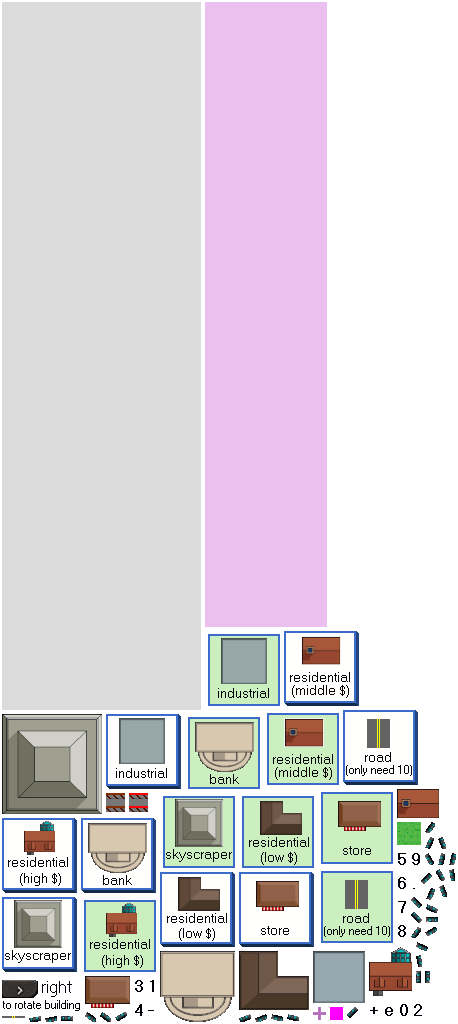 industrial
residential
(middle $)
industrial
bank
residential
(middle $)
road
(only need 10)
residential
(high $)
bank
skyscraper
residential
(low $)
store
5 9
6 .
7
8
skyscraper
residential
(high $)
residential
(low $)
store
road
(only need 10)
> right
to rotate building
3 1
4 -
+ e 0 2